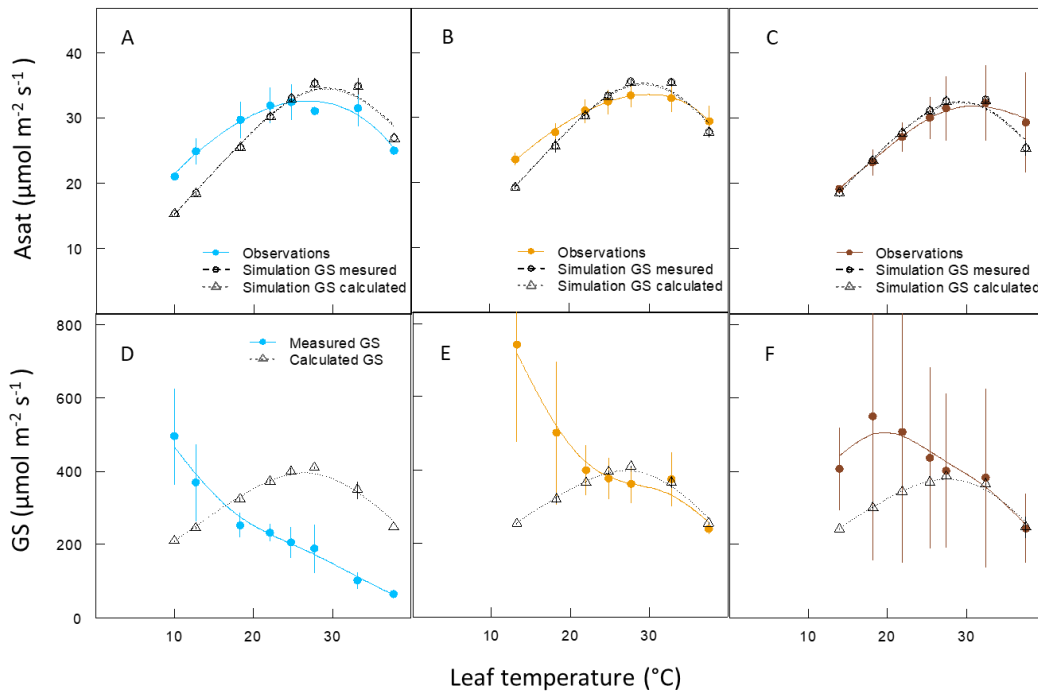 A
B
C
40
30
20
10
Asat (µmol m⁻² s⁻¹)
Observations
Simulation GS mesured
Simulation GS calculated
Observations
Simulation GS mesured
Simulation GS calculated
Observations
Simulation GS mesured
Simulation GS calculated
D
E
F
Measured GS
Calculated GS
800
600
400
200
0
GS (µmol m⁻² s⁻¹)
10 20 30
10 20 30
10 20 30
Leaf temperature (°C)